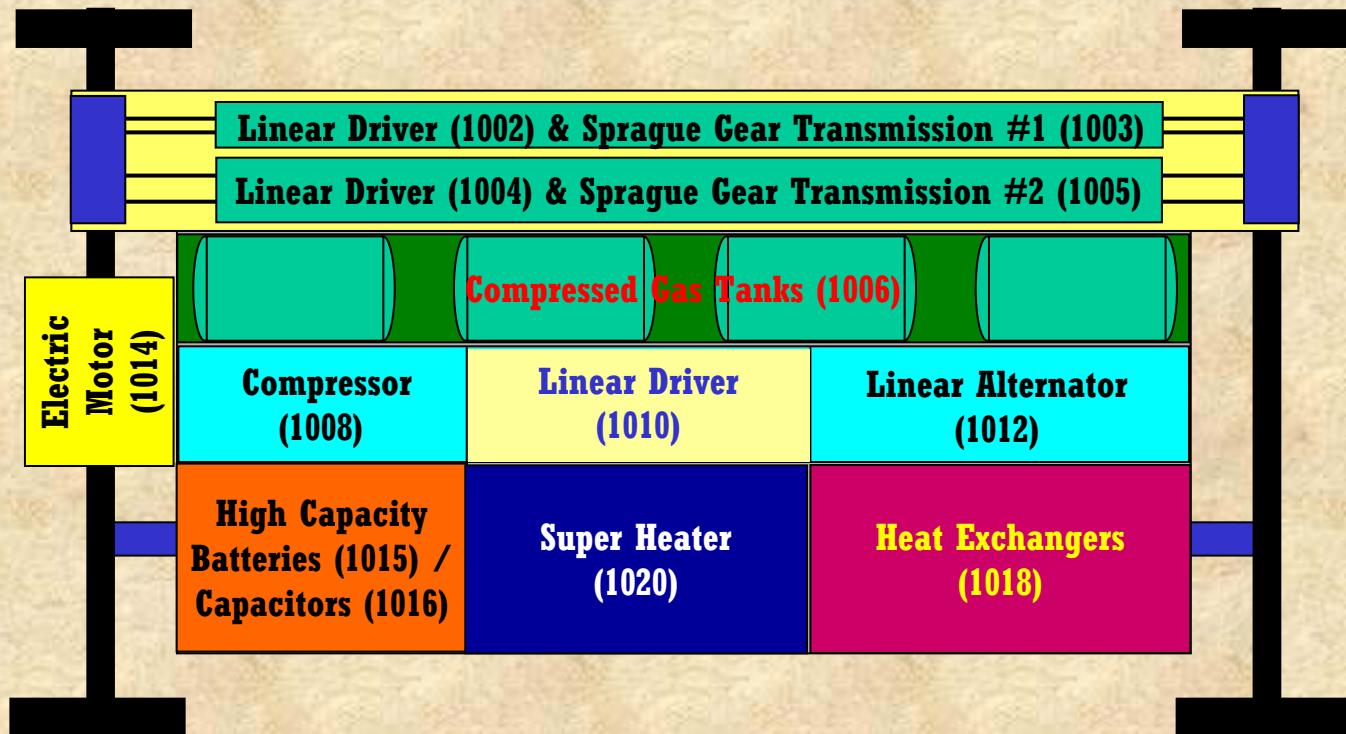 Linear Driver (1002) & Sprague Gear Transmission #1 (1003)
Linear Driver (1004) & Sprague Gear Transmission #2 (1005)
Compressed Gas Tanks (1006)
Electric
Motor
(1014)
Compressor
(1008)
Linear Driver
(1010)
Linear Alternator
(1012)
High Capacity
Batteries (1015) /
Capacitors (1016)
Super Heater
(1020)
Heat Exchangers
(1018)